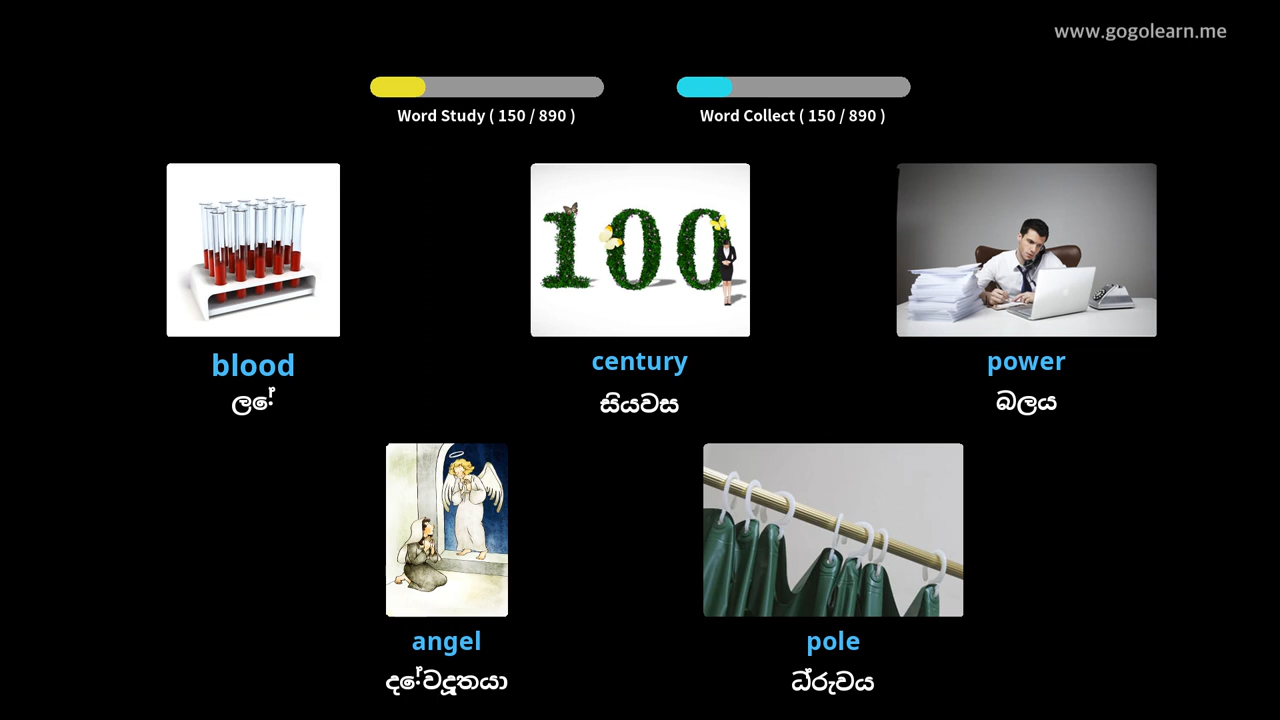 www.gogolearn.me
Word Study ( 150 / 890 )
Word Collect ( 150 / 890 )
blood
ලේ
century
සියවස
power
බලය
angel
දේවදූතයා
pole
ධ්රුවය